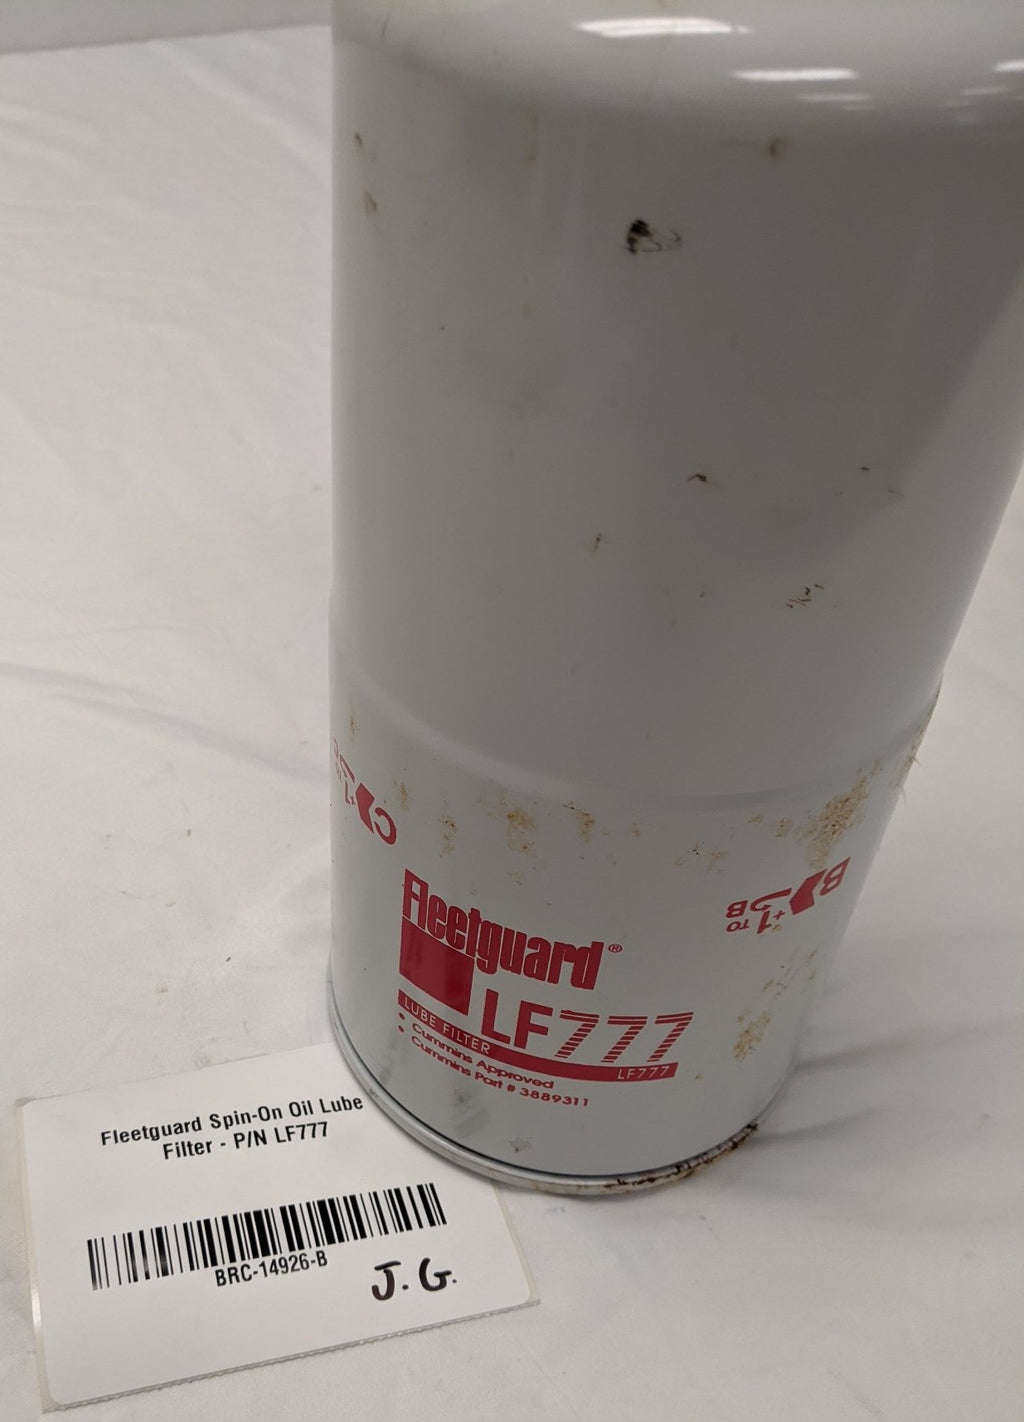 Fleetguard®
LF777
LUBE FILTER
LF777
• Cummins Approved
• Cummins Part # 3889311
B
+1
TO
B
C
+1
Fleetguard Spin-On Oil Lube
Filter - P/N LF777
BRC-14926-B
J.G.